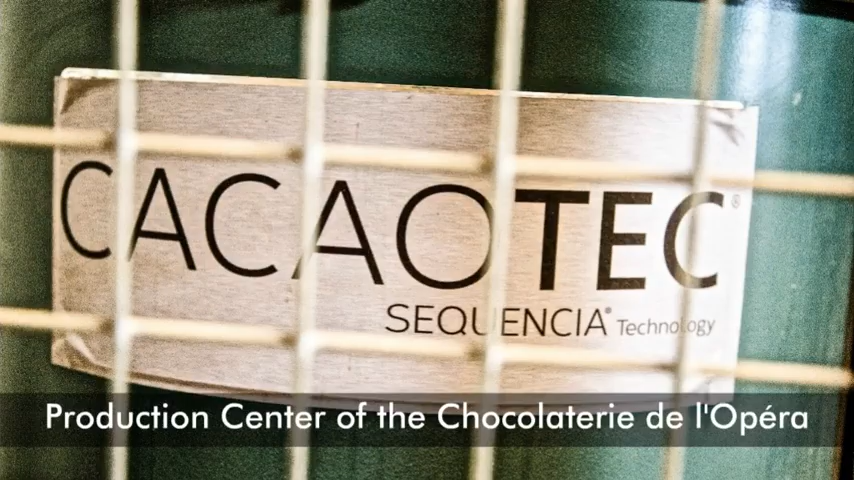 CACAOTEC®
SEQUENCIA® Technology
Production Center of the Chocolaterie de l'Opéra